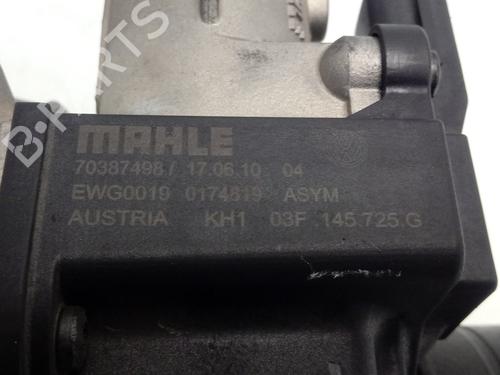 B-PARTS
MAHLE
70387498/ 17.06.10 04
EWG0019 0174819 ASYM
AUSTRIA KH1 03F 145.725.G